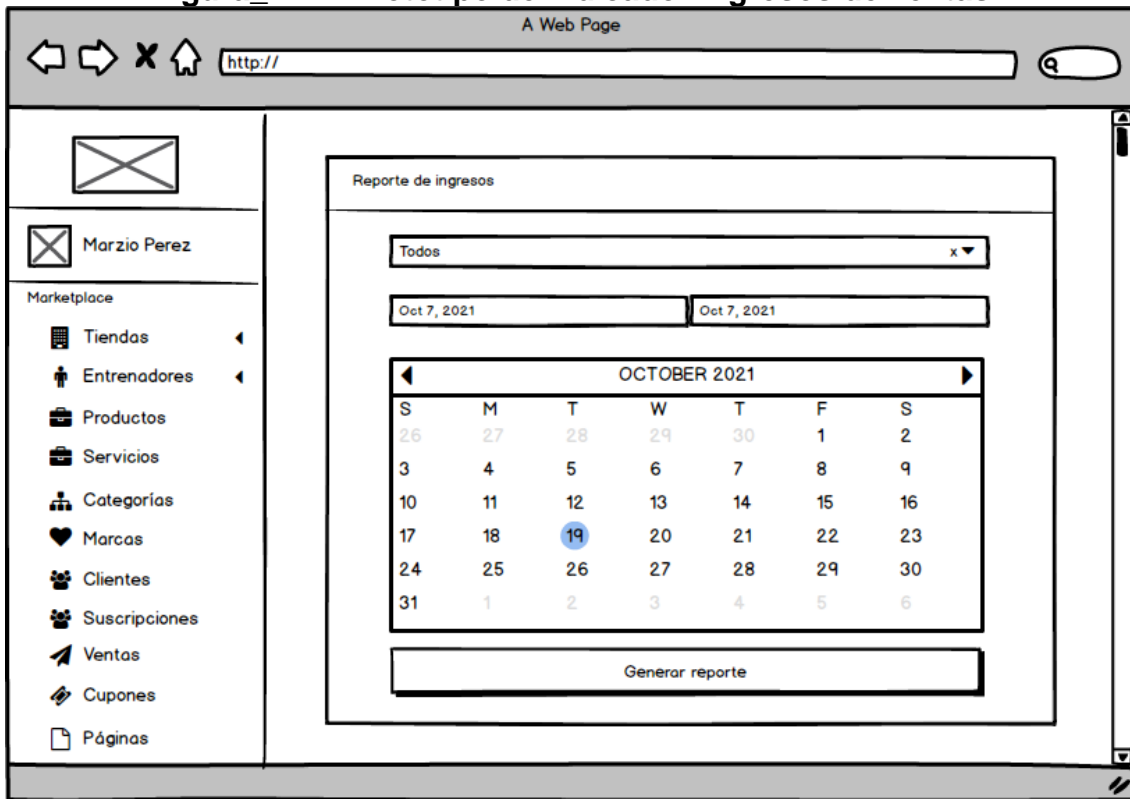 A Web Page
http://
Marzio Perez
Marketplace
Tiendas
Entrenadores
Productos
Servicios
Categorías
Marcas
Clientes
Suscripciones
Ventas
Cupones
Páginas
Reporte de ingresos
Todos x
Oct 7, 2021 Oct 7, 2021
OCTOBER 2021
S M T W T F S
26 27 28 29 30 1 2
3 4 5 6 7 8 9
10 11 12 13 14 15 16
17 18 19 20 21 22 23
24 25 26 27 28 29 30
31 1 2 3 4 5 6
Generar reporte